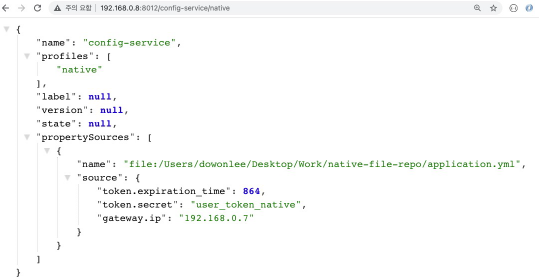 주의 요함 | 192.168.0.8:8012/config-service/native
{
"name": "config-service",
"profiles": [
"native"
],
"label": null,
"version": null,
"state": null,
"propertySources": [
{
"name": "file:/Users/dowonlee/Desktop/Work/native-file-repo/application.yml",
"source": {
"token.expiration_time": 864,
"token.secret": "user_token_native",
"gateway.ip": "192.168.0.7"
}
}
]
}